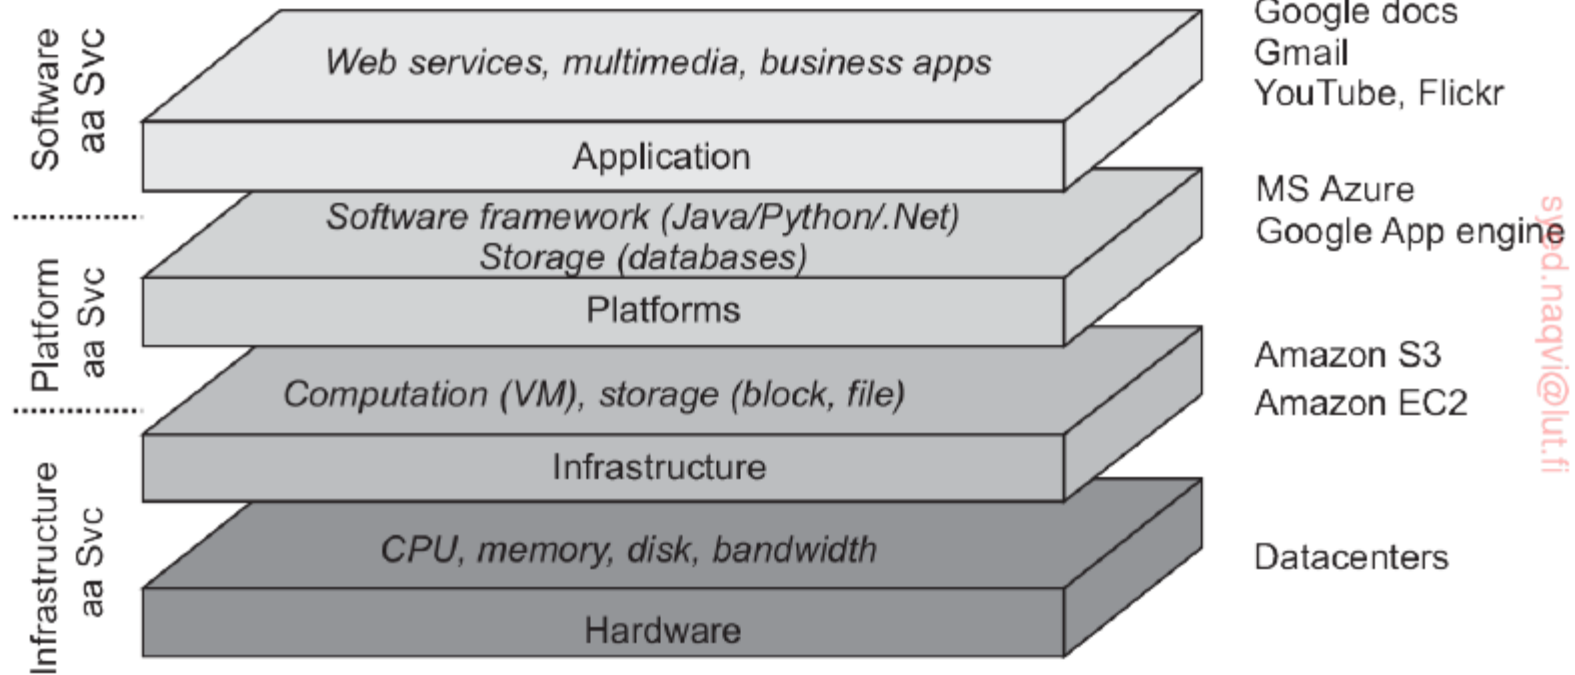 Software
aa Svc
Web services, multimedia, business apps
Application
Google docs
Gmail
YouTube, Flickr
Platform
aa Svc
Software framework (Java/Python/.Net)
Storage (databases)
Platforms
MS Azure
Google App engine
Infrastructure
aa Svc
Computation (VM), storage (block, file)
Infrastructure
Amazon S3
Amazon EC2
CPU, memory, disk, bandwidth
Hardware
Datacenters
syed.naqvi@lut.fi